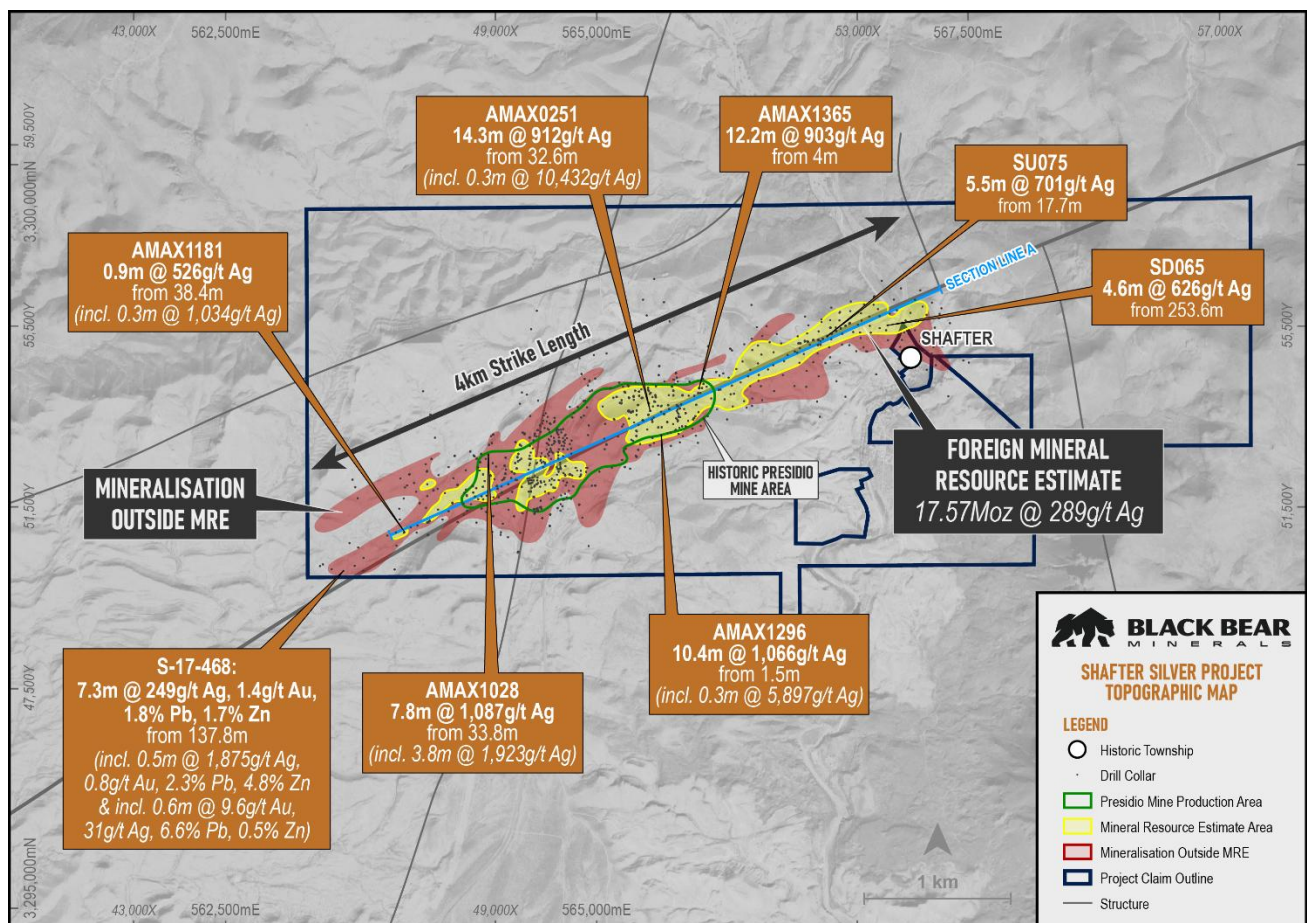 43,000X 562,500mE 49,000X 565,000mE 53,000X 567,500mE 57,000X
59,500Y
3,300,000mN
55,500Y
51,500Y
47,500Y
3,295,000mN
55,500Y
51,500Y
AMAX0251
14.3m @ 912g/t Ag
from 32.6m
(incl. 0.3m @ 10,432g/t Ag)
AMAX1365
12.2m @ 903g/t Ag
from 4m
SU075
5.5m @ 701g/t Ag
from 17.7m
AMAX1181
0.9m @ 526g/t Ag
from 38.4m
(incl. 0.3m @ 1,034g/t Ag)
SD065
4.6m @ 626g/t Ag
from 253.6m
SECTION LINE A
4km Strike Length
SHAFTER
MINERALISATION
OUTSIDE MRE
HISTORIC PRESIDIO
MINE AREA
FOREIGN MINERAL
RESOURCE ESTIMATE
17.57Moz @ 289g/t Ag
S-17-468:
7.3m @ 249g/t Ag, 1.4g/t Au,
1.8% Pb, 1.7% Zn
from 137.8m
(incl. 0.5m @ 1,875g/t Ag,
0.8g/t Au, 2.3% Pb, 4.8% Zn
& incl. 0.6m @ 9.6g/t Au,
31g/t Ag, 6.6% Pb, 0.5% Zn)
AMAX1028
7.8m @ 1,087g/t Ag
from 33.8m
(incl. 3.8m @ 1,923g/t Ag)
AMAX1296
10.4m @ 1,066g/t Ag
from 1.5m
(incl. 0.3m @ 5,897g/t Ag)
1 km
43,000X 562,500mE 49,000X 565,000mE
BLACK BEAR
MINERALS
SHAFTER SILVER PROJECT
TOPOGRAPHIC MAP
LEGEND
Historic Township
Drill Collar
Presidio Mine Production Area
Mineral Resource Estimate Area
Mineralisation Outside MRE
Project Claim Outline
Structure